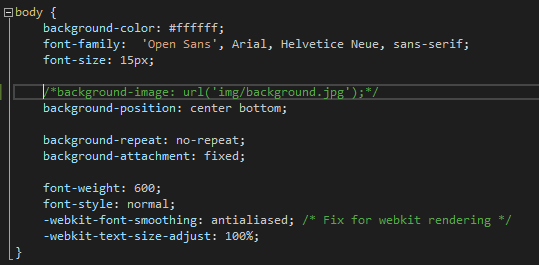 body {
background-color: #ffffff;
font-family:  'Open Sans', Arial, Helvetice Neue, sans-serif;
font-size: 15px;
/*background-image: url('img/background.jpg');*/
background-position: center bottom;
background-repeat: no-repeat;
background-attachment: fixed;
font-weight: 600;
font-style: normal;
-webkit-font-smoothing: antialiased; /* Fix for webkit rendering */
-webkit-text-size-adjust: 100%;
}